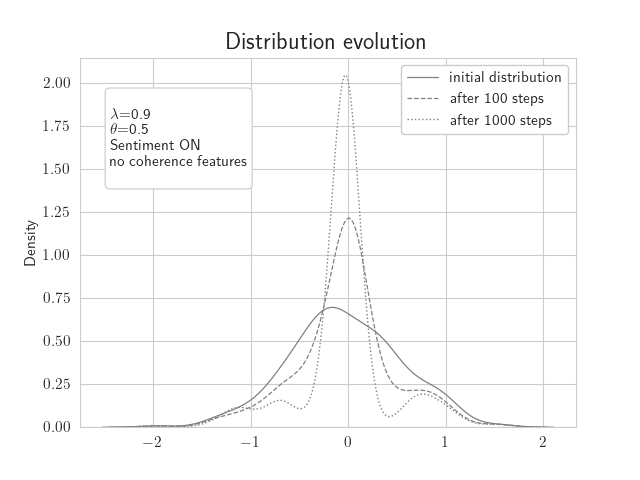 Distribution evolution
2.00
1.75
1.50
1.25
1.00
0.75
0.50
0.25
0.00
Density
λ=0.9
θ=0.5
Sentiment ON
no coherence features
initial distribution
after 100 steps
after 1000 steps
−2
−1
0
1
2